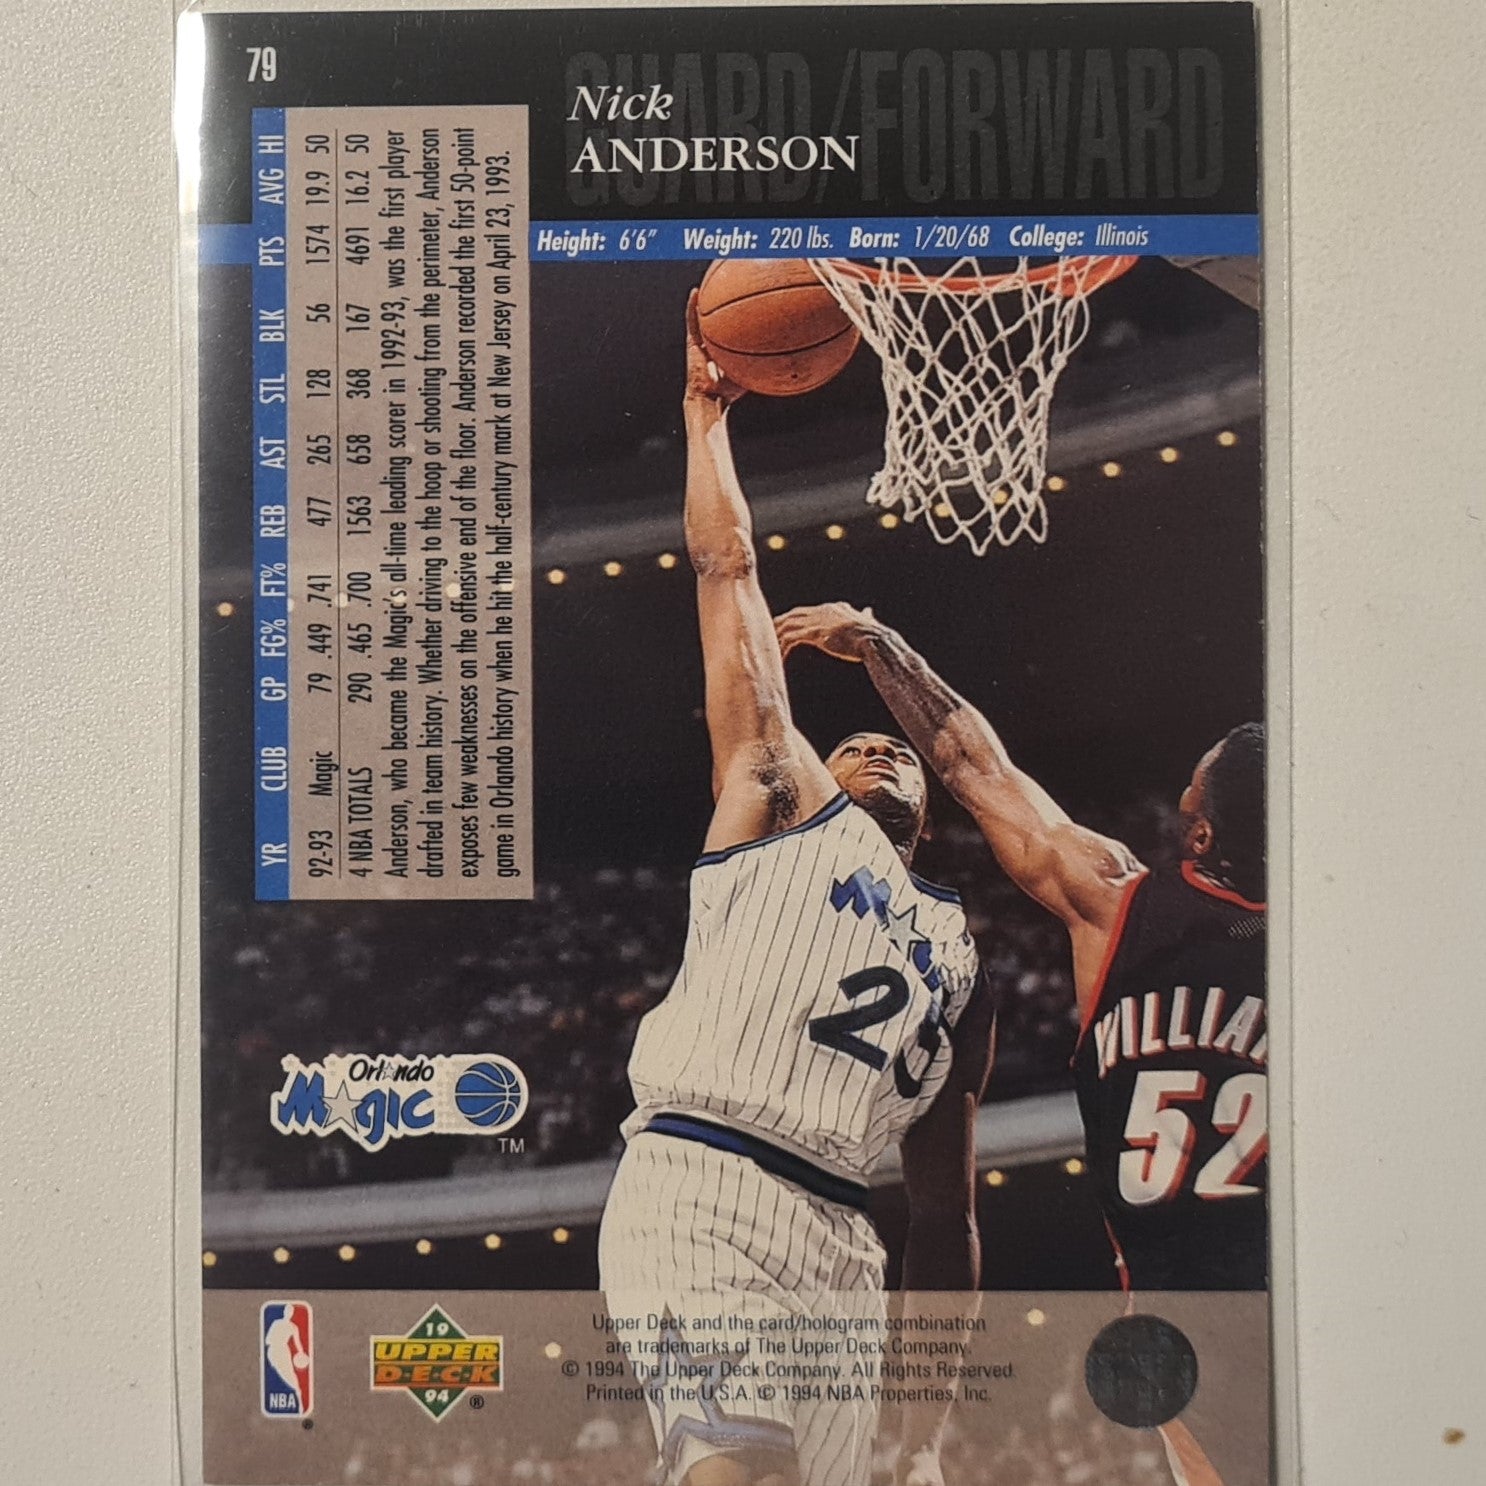 79
GUARD/FORWARD
Nick
ANDERSON
Height: 6'6" Weight: 220 lbs. Born: 1/20/68 College: Illinois
YR CLUB GP FG% FT% REB AST STL BLK PTS AVG HI
92-93 Magic 79 .449 .741 477 265 128 56 1574 19.9 50
4 NBA TOTALS 290 .465 .700 1563 658 368 167 4691 16.2 50
Anderson, who became the Magic's all-time leading scorer in 1992-93, was the first player
drafted in team history. Whether driving to the hoop or shooting from the perimeter, Anderson
exposes few weaknesses on the offensive end of the floor. Anderson recorded the first 50-point
game in Orlando history when he hit the half-century mark at New Jersey on April 23, 1993.
25
WILLIA
52
Orlando
Magic
TM
NBA
®
19
UPPER
D·E·C·K
94
®
Upper Deck and the card/hologram combination
are trademarks of The Upper Deck Company.
© 1994 The Upper Deck Company. All Rights Reserved.
Printed in the U.S.A. © 1994 NBA Properties, Inc.